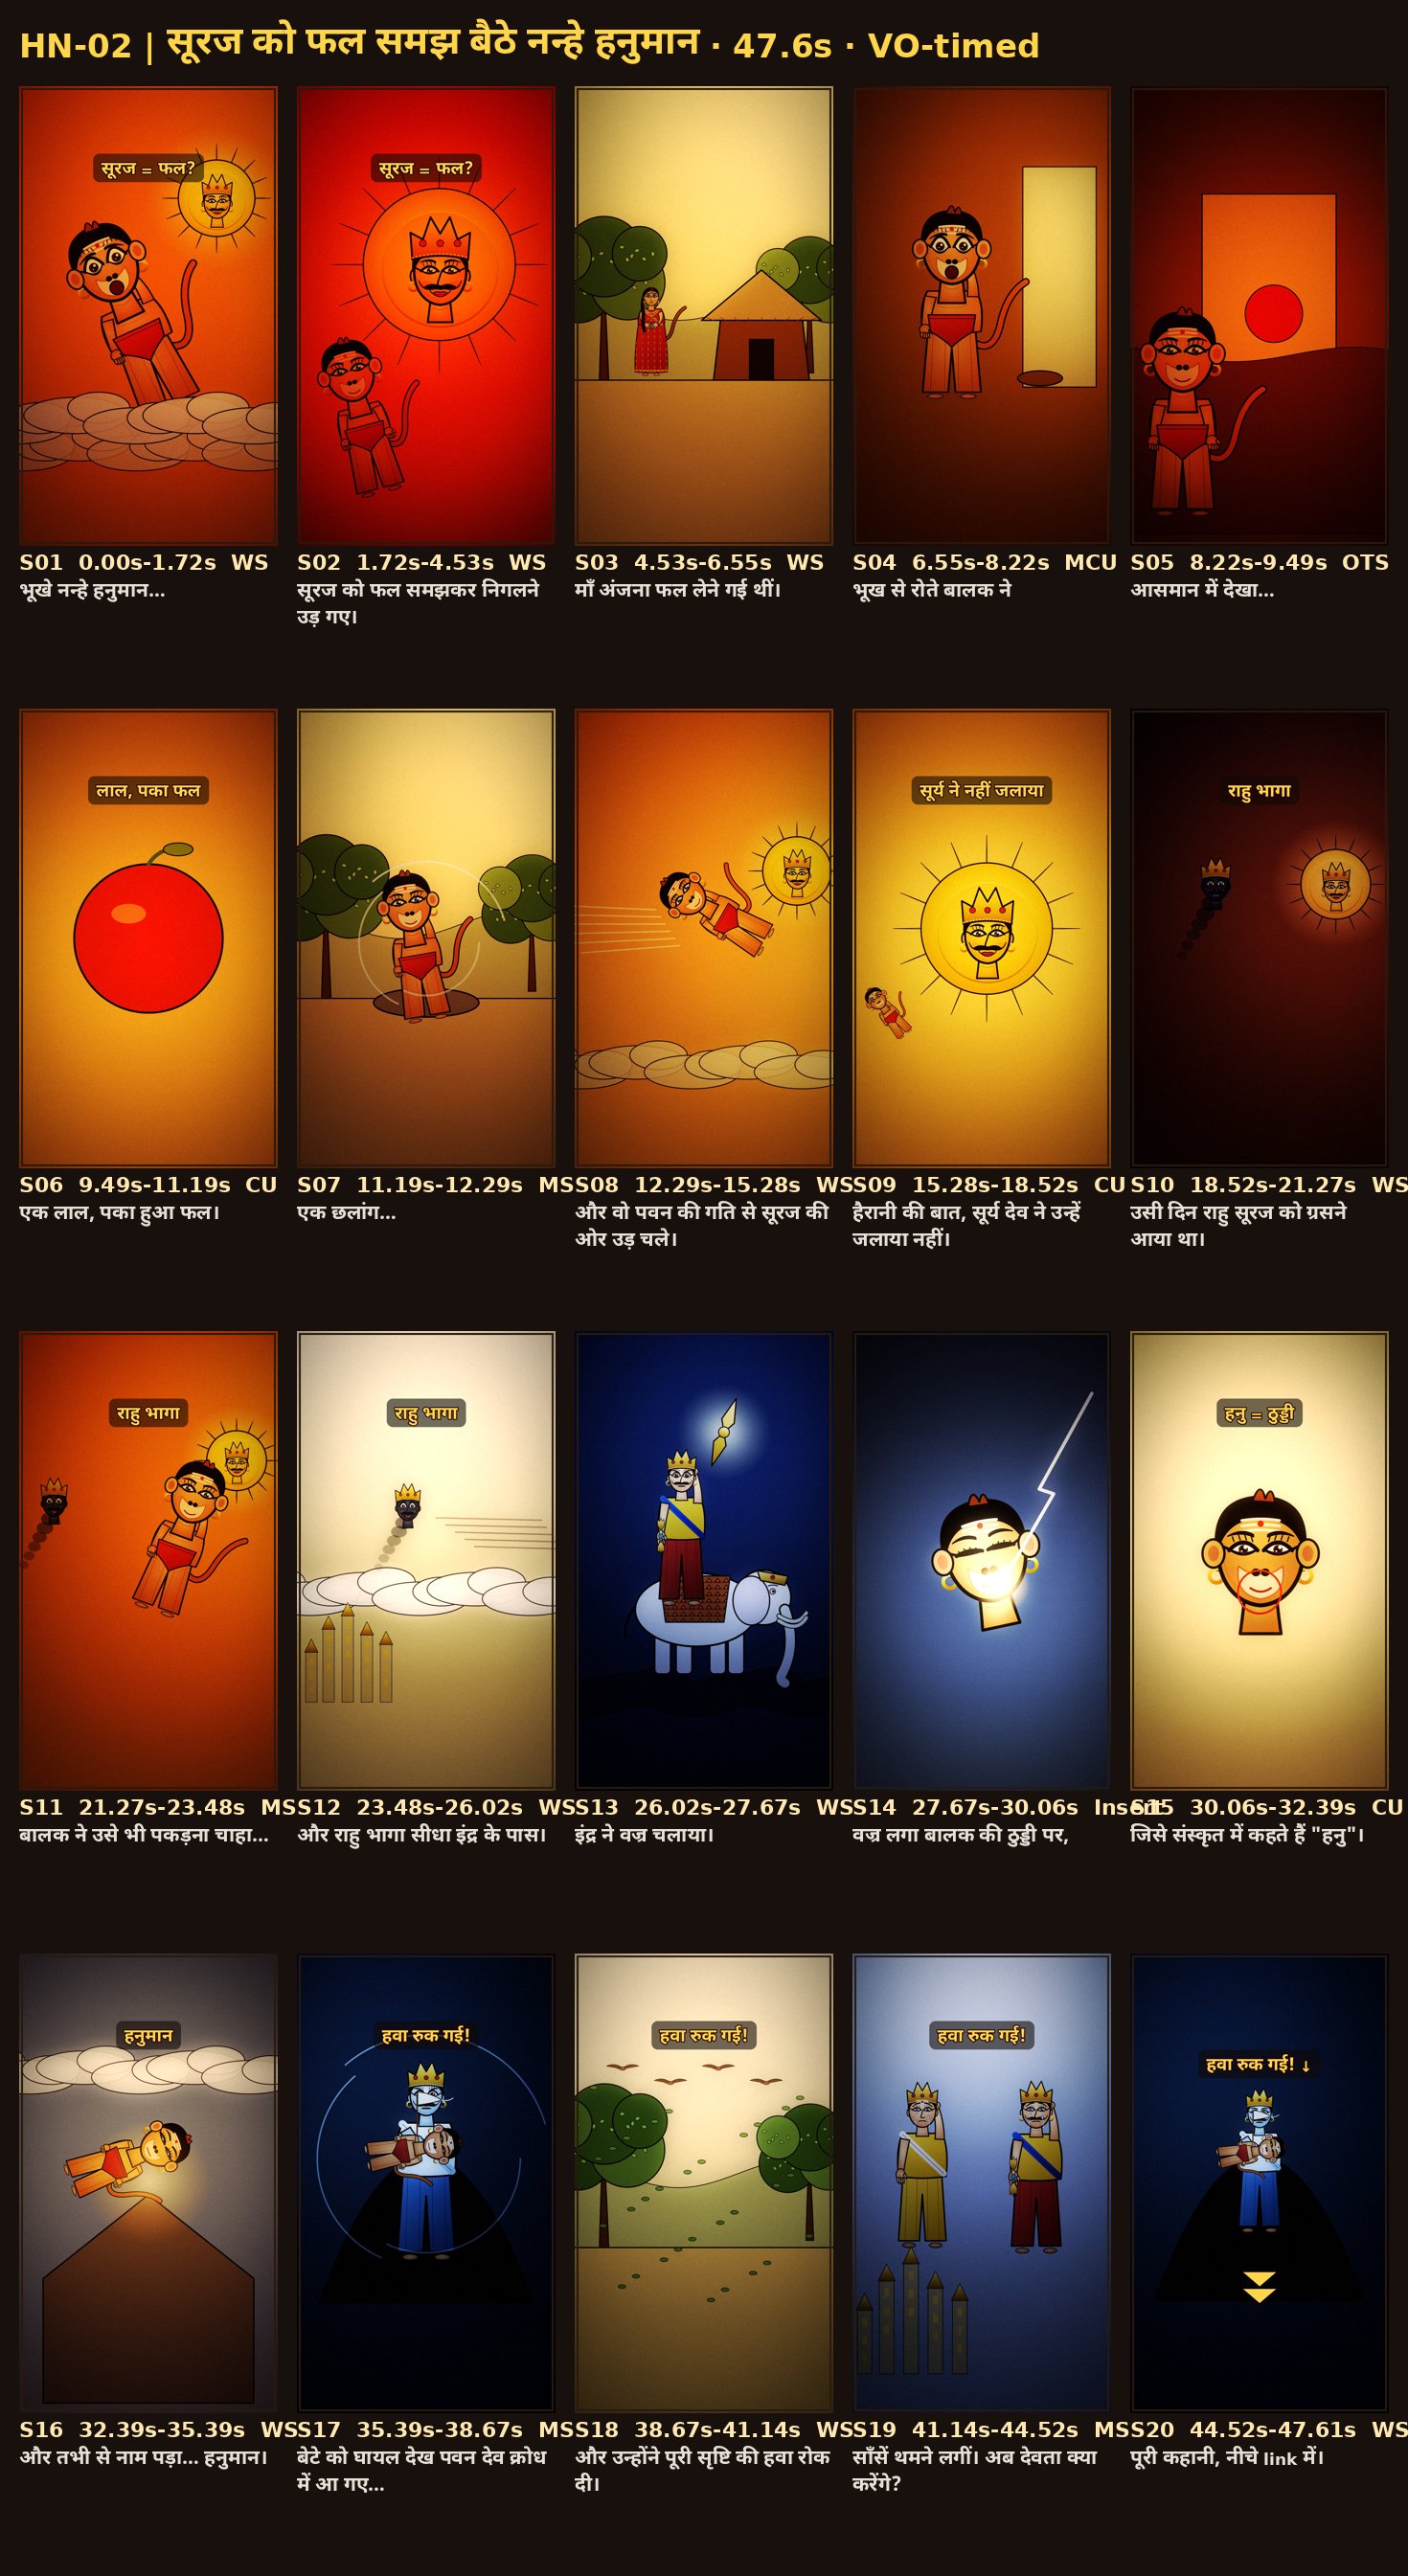 HN-02 | सूरज को फल समझ बैठे नन्हे हनुमान · 47.6s · VO-timed
सूरज = फल?
S01 0.00s-1.72s WS
भूखे नन्हे हनुमान...
सूरज = फल?
S02 1.72s-4.53s WS
सूरज को फल समझकर निगलने
उड़ गए।
S03 4.53s-6.55s WS
माँ अंजना फल लेने गई थीं।
S04 6.55s-8.22s MCU
भूख से रोते बालक ने
S05 8.22s-9.49s OTS
आसमान में देखा...
लाल, पका फल
S06 9.49s-11.19s CU
एक लाल, पका हुआ फल।
S07 11.19s-12.29s MS
एक छलांग...
S08 12.29s-15.28s WS
और वो पवन की गति से सूरज की
ओर उड़ चले।
सूर्य ने नहीं जलाया
S09 15.28s-18.52s CU
हैरानी की बात, सूर्य देव ने उन्हें
जलाया नहीं।
राहु भागा
S10 18.52s-21.27s WS
उसी दिन राहु सूरज को ग्रसने
आया था।
राहु भागा
S11 21.27s-23.48s MS
बालक ने उसे भी पकड़ना चाहा...
राहु भागा
S12 23.48s-26.02s WS
और राहु भागा सीधा इंद्र के पास।
S13 26.02s-27.67s WS
इंद्र ने वज्र चलाया।
S14 27.67s-30.06s Insert
वज्र लगा बालक की ठुड्डी पर,
हनु = ठुड्डी
S15 30.06s-32.39s CU
जिसे संस्कृत में कहते हैं "हनु"।
हनुमान
S16 32.39s-35.39s WS
और तभी से नाम पड़ा... हनुमान।
हवा रुक गई!
S17 35.39s-38.67s MS
बेटे को घायल देख पवन देव क्रोध
में आ गए...
हवा रुक गई!
S18 38.67s-41.14s WS
और उन्होंने पूरी सृष्टि की हवा रोक
दी।
हवा रुक गई!
S19 41.14s-44.52s MS
साँसें थमने लगीं। अब देवता क्या
करेंगे?
हवा रुक गई! ↓
S20 44.52s-47.61s WS
पूरी कहानी, नीचे link में।